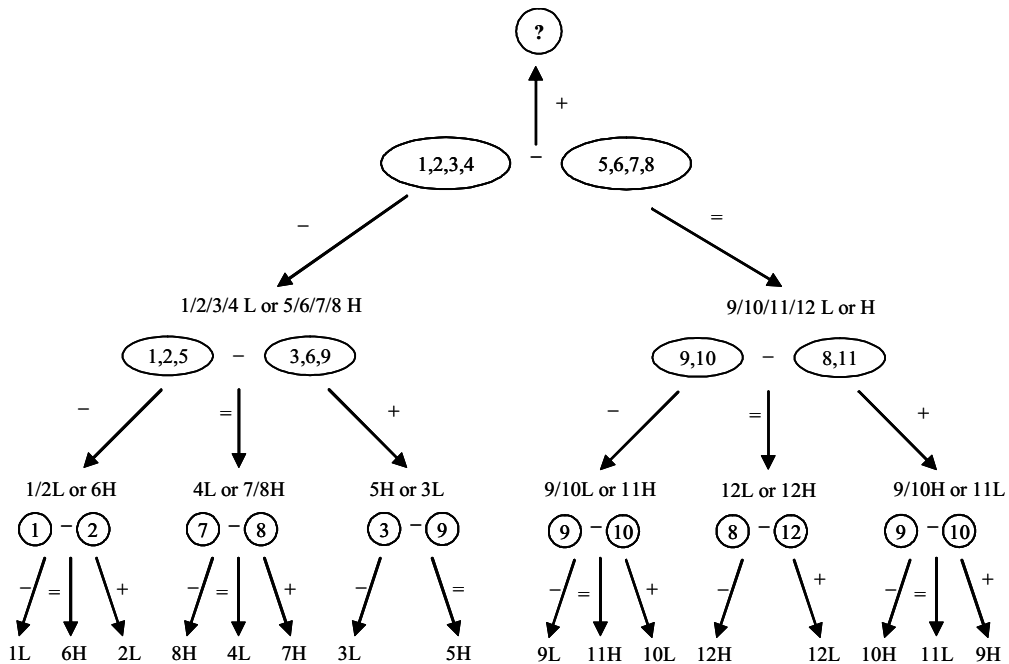 ?
+
1,2,3,4 – 5,6,7,8
– =
1/2/3/4 L or 5/6/7/8 H 9/10/11/12 L or H
1,2,5 – 3,6,9 9,10 – 8,11
– = + – = +
1/2L or 6H 4L or 7/8H 5H or 3L 9/10L or 11H 12L or 12H 9/10H or 11L
1 – 2 7 – 8 3 – 9 9 – 10 8 – 12 9 – 10
– = + – = + – = – = + – + – = +
1L 6H 2L 8H 4L 7H 3L 5H 9L 11H 10L 12H 12L 10H 11L 9H